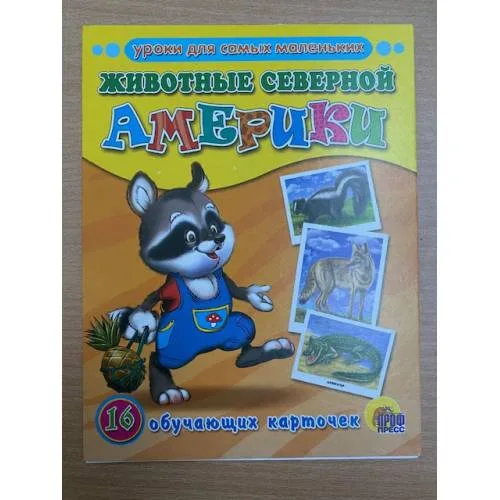 уроки для самых маленьких
ЖИВОТНЫЕ СЕВЕРНОЙ
АМЕРИКИ
16 обучающих карточек
ПРОФ
ПРЕСС